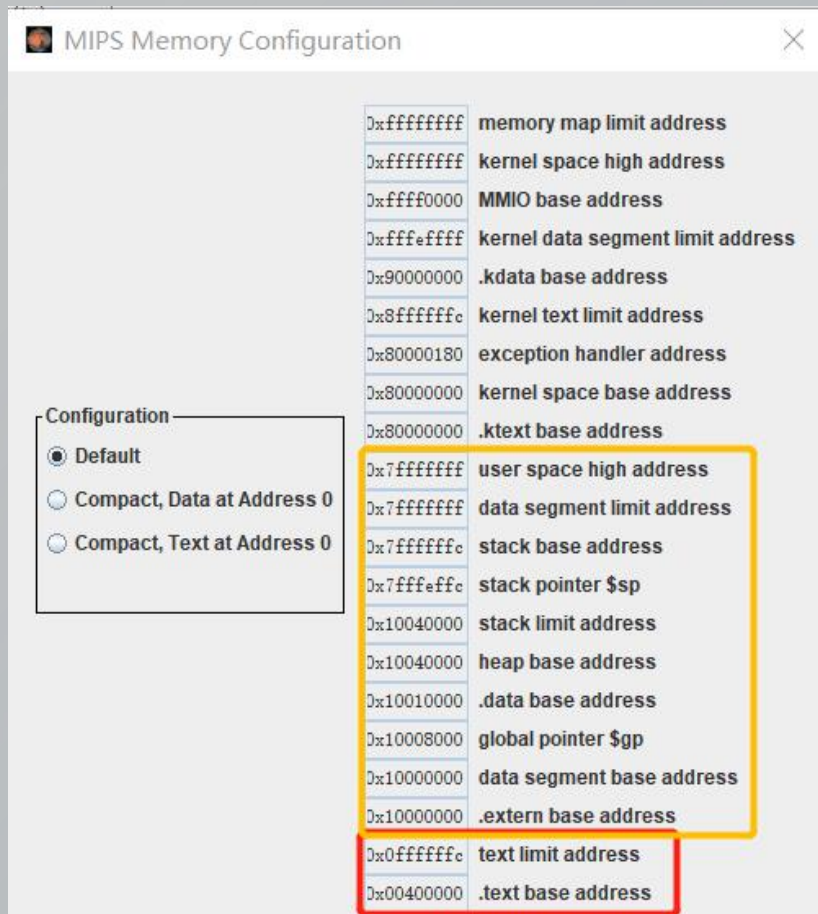 MIPS Memory Configuration
0xffffffff memory map limit address
0xffffffff kernel space high address
0xffff0000 MMIO base address
0xfffeffff kernel data segment limit address
0x90000000 .kdata base address
0x8ffffffc kernel text limit address
0x80000180 exception handler address
0x80000000 kernel space base address
0x80000000 .ktext base address
0x7fffffff user space high address
0x7fffffff data segment limit address
0x7ffffffc stack base address
0x7fffeffc stack pointer $sp
0x10040000 stack limit address
0x10040000 heap base address
0x10010000 .data base address
0x10008000 global pointer $gp
0x10000000 data segment base address
0x10000000 .extern base address
0x0ffffffc text limit address
0x00400000 .text base address
Configuration
Default
Compact, Data at Address 0
Compact, Text at Address 0